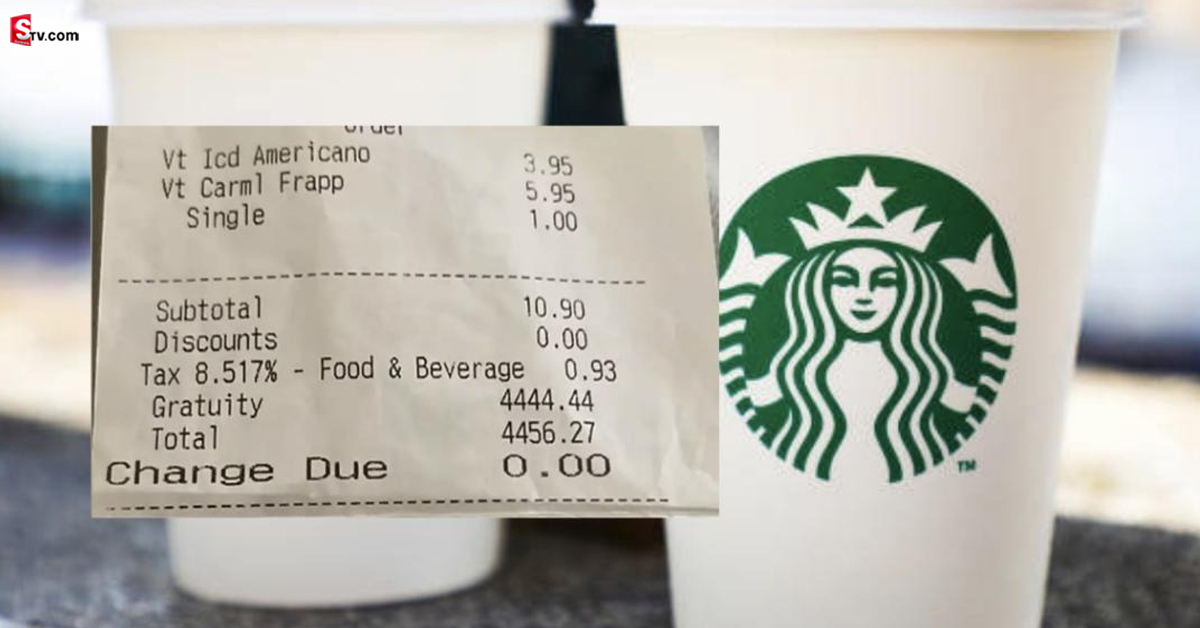 STV.com
Order
Vt Icd Americano 3.95
Vt Carml Frapp 5.95
Single 1.00
Subtotal 10.90
Discounts 0.00
Tax 8.517% - Food & Beverage 0.93
Gratuity 4444.44
Total 4456.27
Change Due 0.00
TM